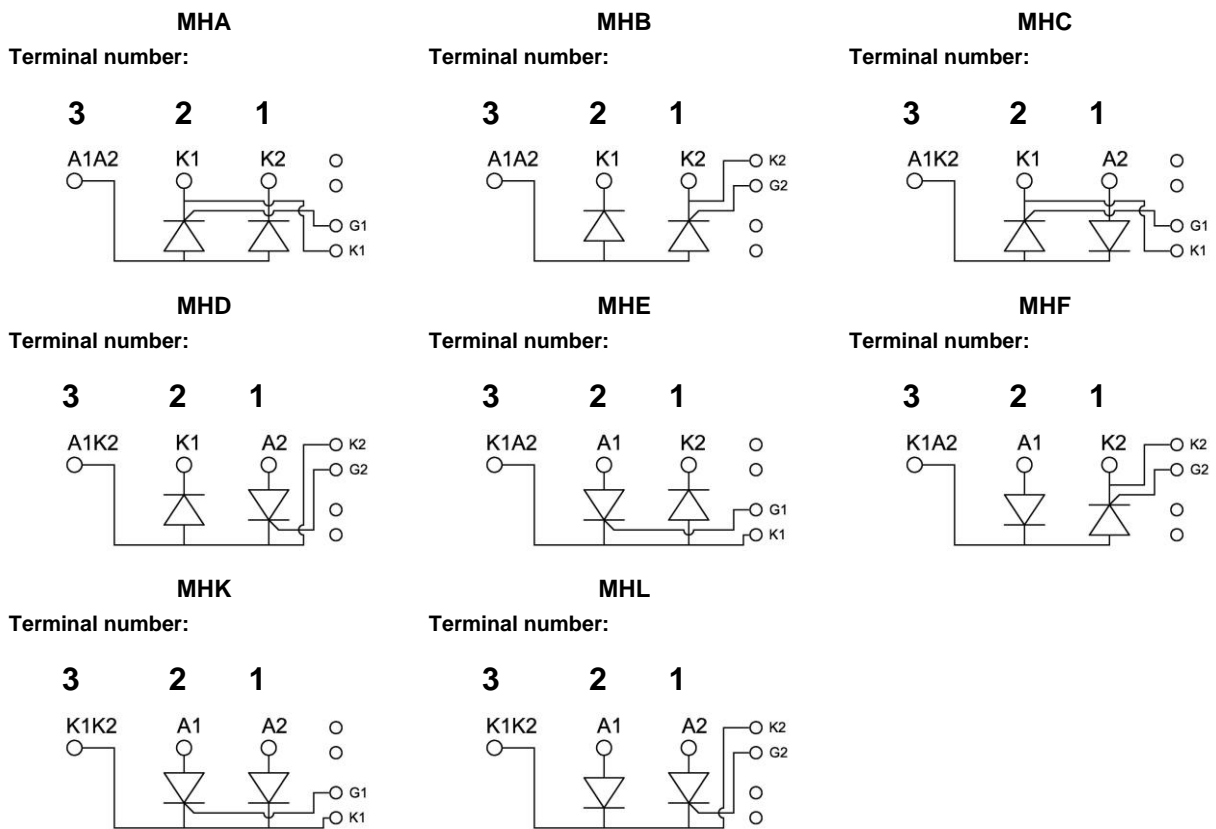 MHA MHB MHC
Terminal number: Terminal number: Terminal number:
3 2 1 3 2 1 3 2 1
A1A2 K1 K2 A1A2 K1 K2 K2 A1K2 K1 A2
G2
G1 G1
K1 K1
MHD MHE MHF
Terminal number: Terminal number: Terminal number:
3 2 1 3 2 1 3 2 1
A1K2 K1 A2 K2 K1A2 A1 K2 K1A2 A1 K2 K2
G2 G2
G1
K1
MHK MHL
Terminal number: Terminal number:
3 2 1 3 2 1
K1K2 A1 A2 K1K2 A1 A2 K2
G2
G1
K1